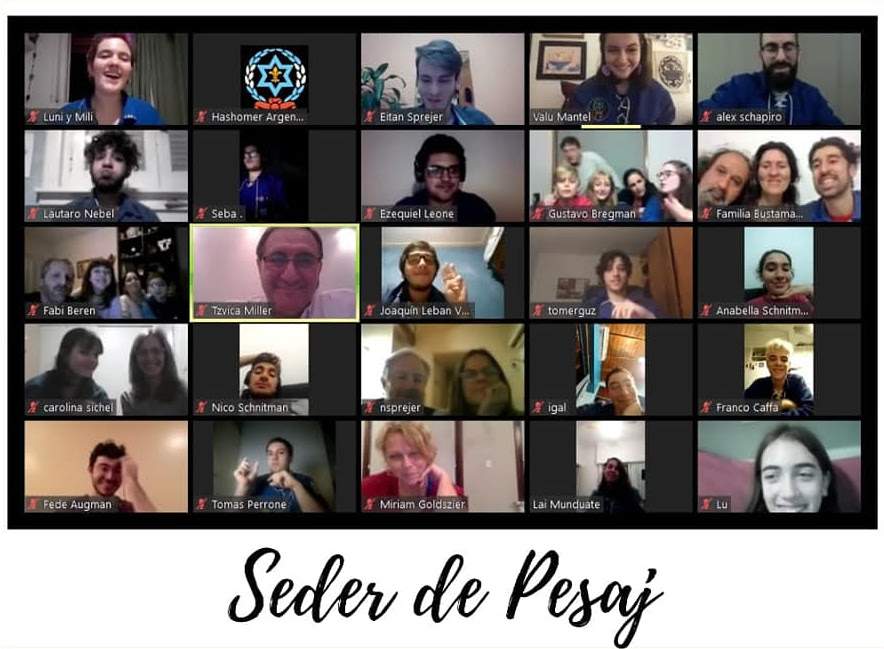 Luni y Mili
Hashomer Argen...
Eitan Sprejer
Valu Mantel
alex schapiro
Lautaro Nebel
Seba .
Ezequiel Leone
Gustavo Bregman
Familia Bustama...
Fabi Beren
Tzvica Miller
Joaquín Leban V...
tomerguz
Anabella Schnitm...
carolina sichel
Nico Schnitman
nsprejer
igal
Franco Caffa
Fede Augman
Tomas Perrone
Miriam Goldszier
Lai Munduate
Lu
Seder de Pesaj